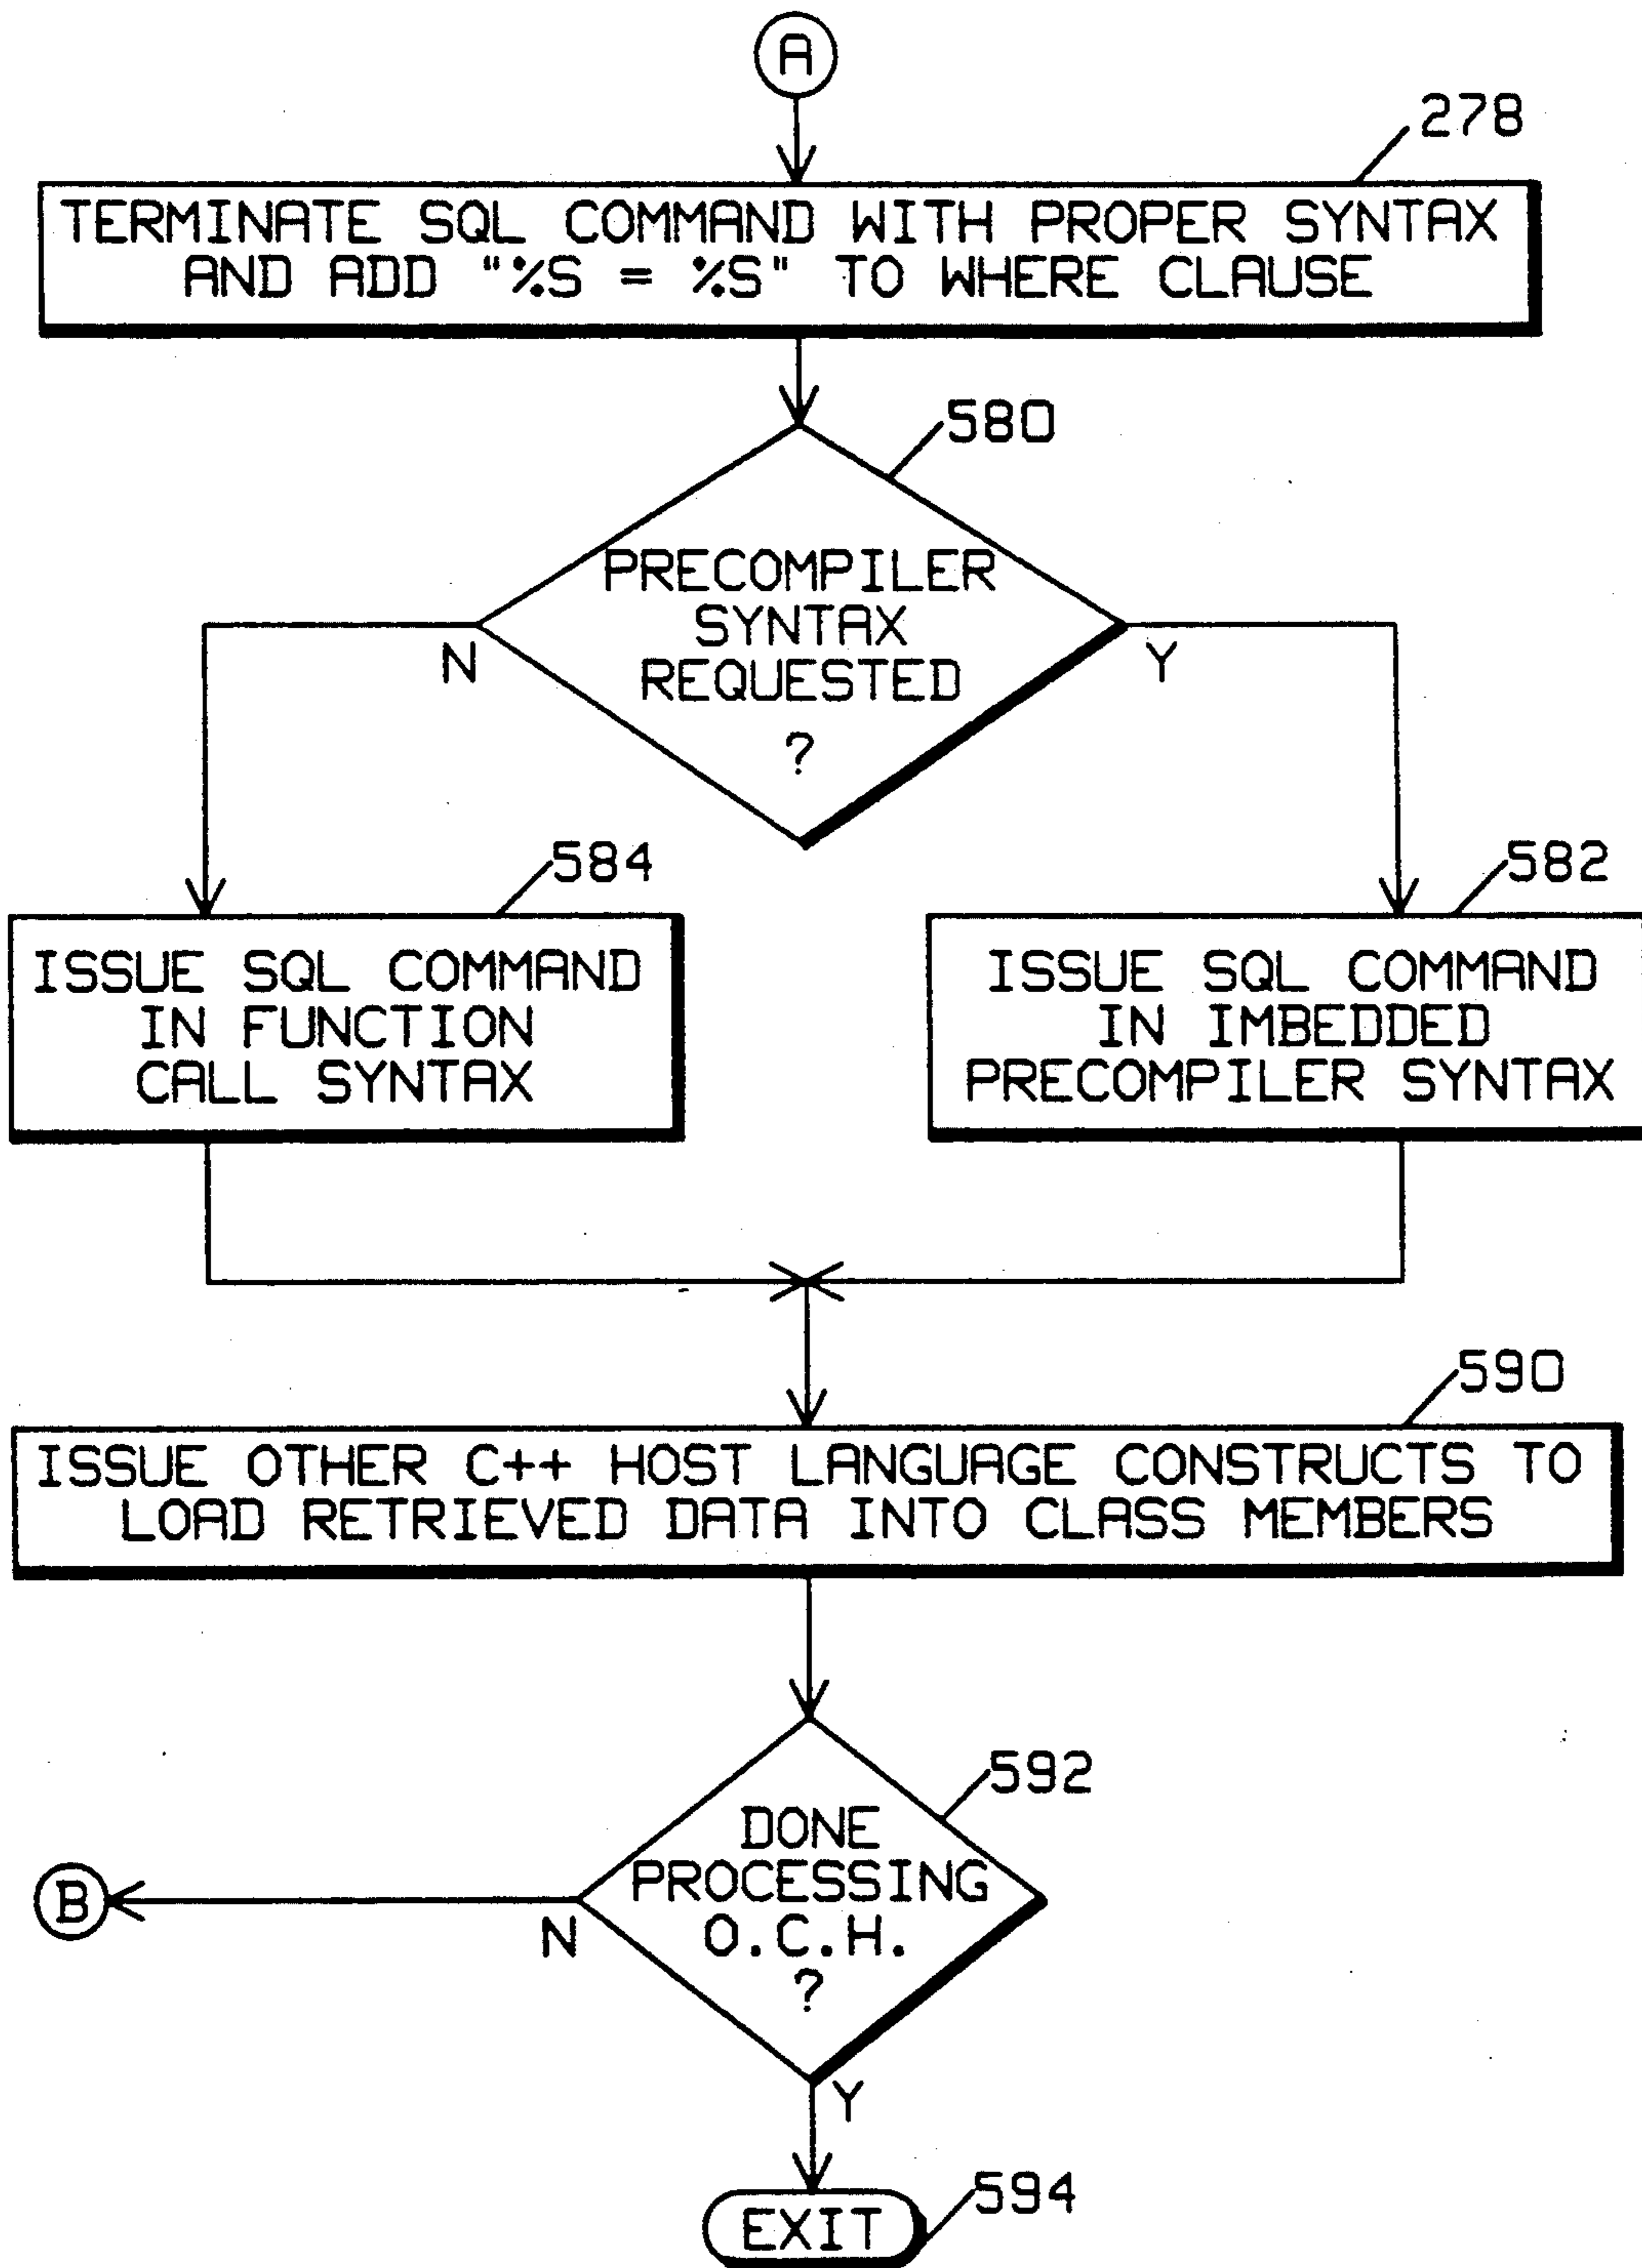 A
278
TERMINATE SQL COMMAND WITH PROPER SYNTAX
AND ADD "%S = %S" TO WHERE CLAUSE
580
PRECOMPILER
SYNTAX
REQUESTED
?
N
Y
584
582
ISSUE SQL COMMAND
IN FUNCTION
CALL SYNTAX
ISSUE SQL COMMAND
IN IMBEDDED
PRECOMPILER SYNTAX
590
ISSUE OTHER C++ HOST LANGUAGE CONSTRUCTS TO
LOAD RETRIEVED DATA INTO CLASS MEMBERS
592
DONE
PROCESSING
O.C.H.
?
B
N
Y
594
EXIT